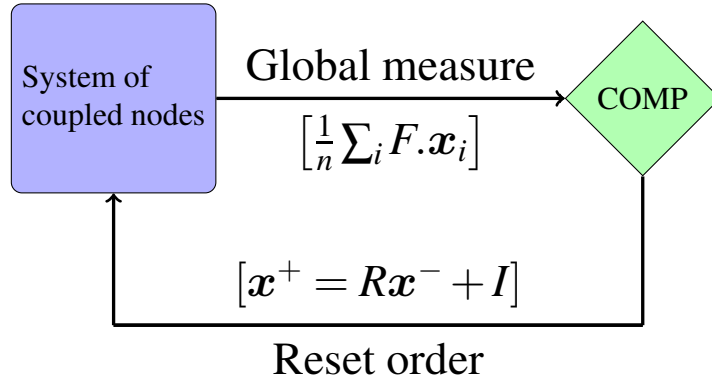 System of
coupled nodes
Global measure
[1/n ∑_i F.x_i]
COMP
[x^+ = Rx^- + I]
Reset order